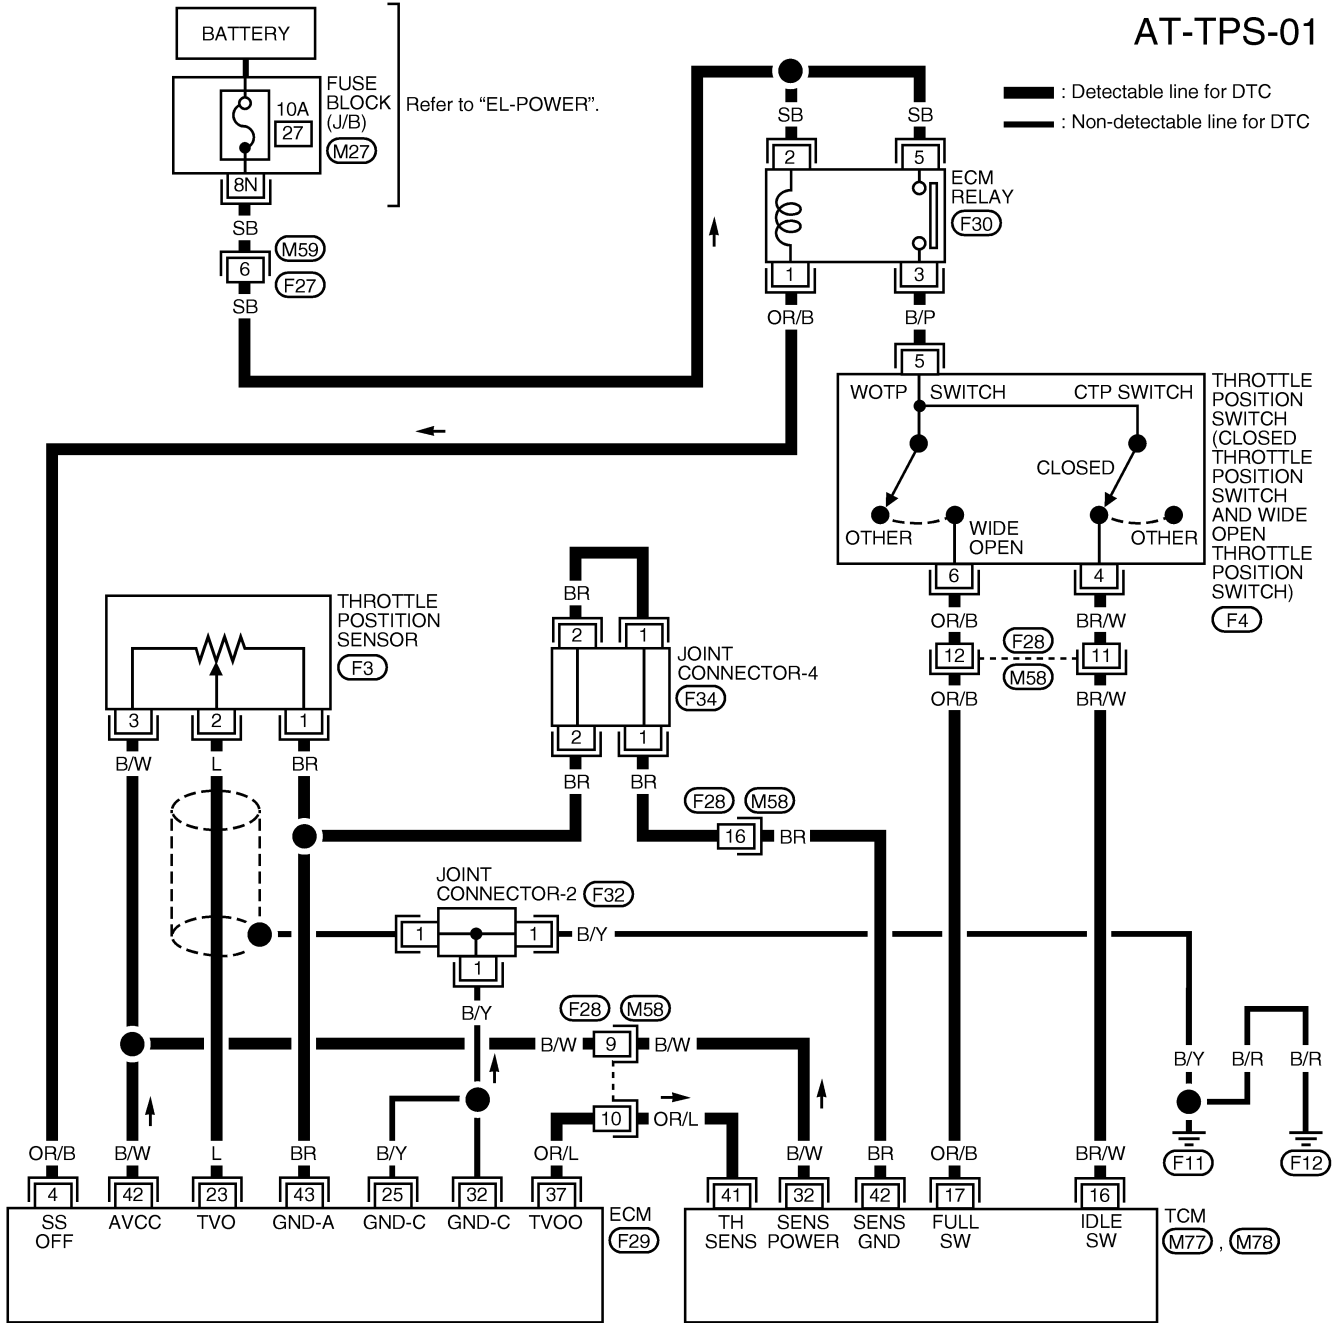 AT-TPS-01
BATTERY
FUSE
BLOCK
(J/B)
M27
10A
27
8N
Refer to “EL-POWER”.
: Detectable line for DTC
: Non-detectable line for DTC
SB
M59
6
F27
SB
SB
SB
2
5
ECM
RELAY
F30
1
3
OR/B
B/P
5
WOTP
SWITCH
CTP SWITCH
CLOSED
OTHER
WIDE
OPEN
OTHER
THROTTLE
POSITION
SWITCH
(CLOSED
THROTTLE
POSITION
SWITCH
AND WIDE
OPEN
THROTTLE
POSITION
SWITCH)
F4
6
4
OR/B
BR/W
12
F28
M58
11
OR/B
BR/W
THROTTLE
POSTITION
SENSOR
F3
3
2
1
B/W
L
BR
BR
2
1
JOINT
CONNECTOR-4
F34
2
1
BR
BR
F28
M58
16
BR
JOINT
CONNECTOR-2
F32
1
1
1
B/Y
B/Y
F28
M58
B/W
9
B/W
10
OR/L
B/Y
B/R
B/R
F11
F12
OR/B
B/W
L
BR
B/Y
OR/L
B/W
BR
OR/B
BR/W
4
42
23
43
25
32
37
41
32
42
17
16
SS
OFF
AVCC
TVO
GND-A
GND-C
GND-C
TVOO
ECM
F29
TH
SENS
SENS
POWER
SENS
GND
FULL
SW
IDLE
SW
TCM
M77 , M78